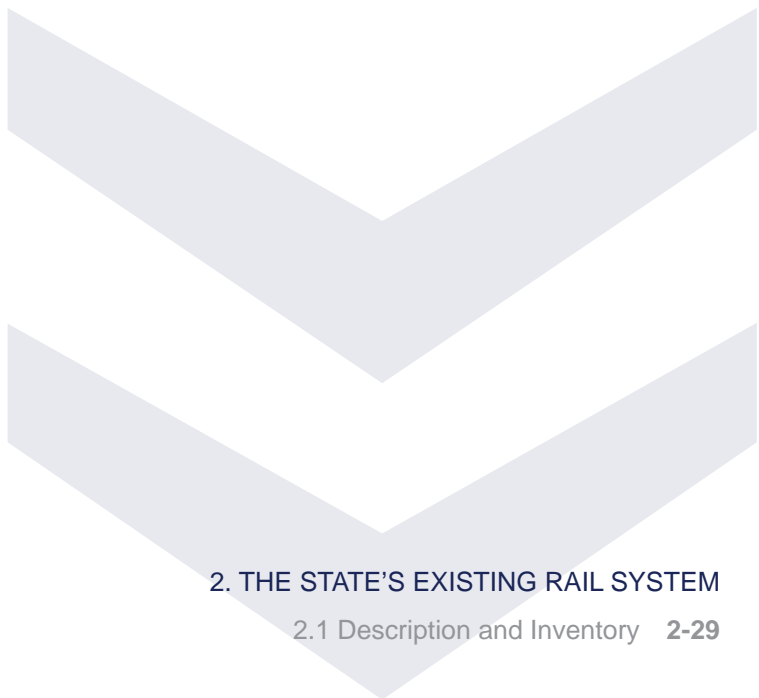 2. THE STATE’S EXISTING RAIL SYSTEM
2.1 Description and Inventory 2-29